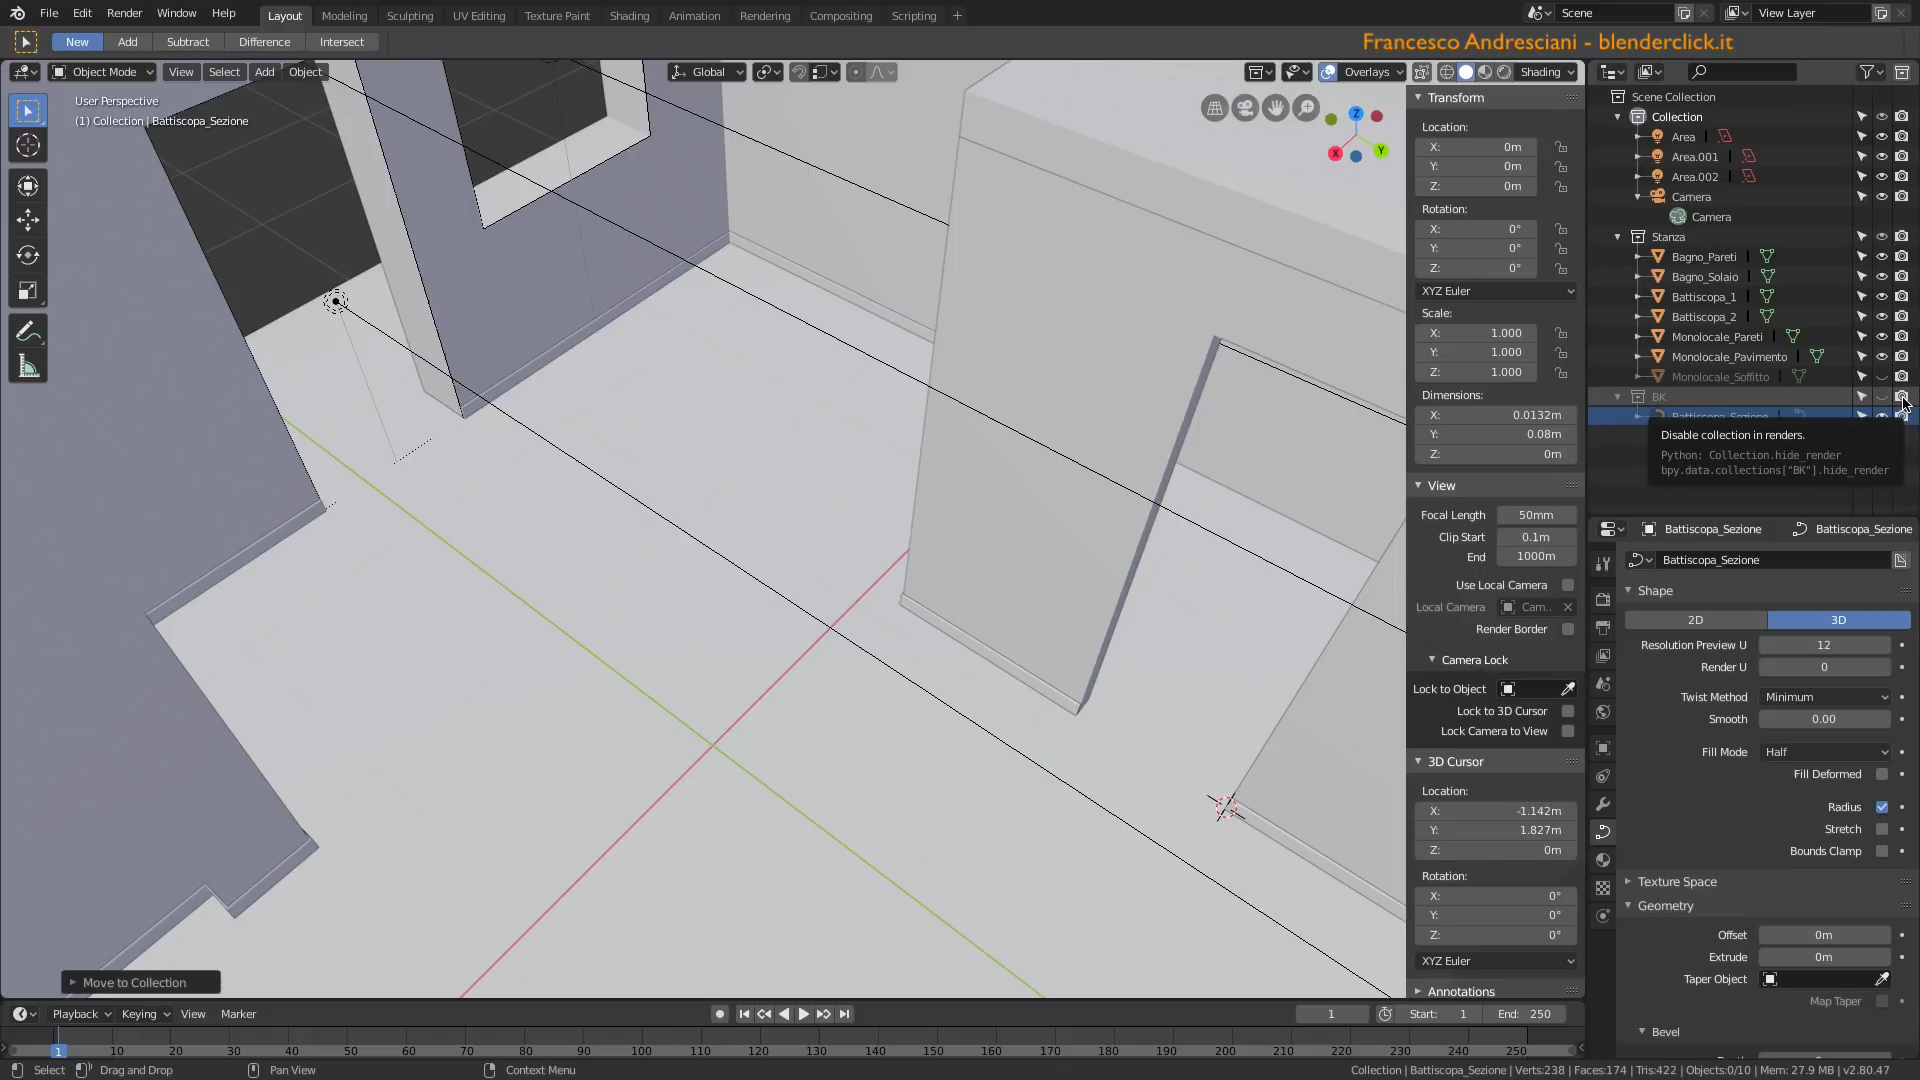 File Edit Render Window Help Layout Modeling Sculpting UV Editing Texture Paint Shading Animation Rendering Compositing Scripting + Scene View Layer
New Add Subtract Difference Intersect
Francesco Andresciani - blenderclick.it
Object Mode View Select Add Object Global Overlays Shading
User Perspective
(1) Collection | Battiscopa_Sezione
Z
X
Y
Transform
Location:
X: 0m
Y: 0m
Z: 0m
Rotation:
X: 0°
Y: 0°
Z: 0°
XYZ Euler
Scale:
X: 1.000
Y: 1.000
Z: 1.000
Dimensions:
X: 0.0132m
Y: 0.08m
Z: 0m
View
Focal Length 50mm
Clip Start 0.1m
End 1000m
Use Local Camera
Local Camera Cam..
Render Border
Camera Lock
Lock to Object
Lock to 3D Cursor
Lock Camera to View
3D Cursor
Location:
X: -1.142m
Y: 1.827m
Z: 0m
Rotation:
X: 0°
Y: 0°
Z: 0°
XYZ Euler
Annotations
Scene Collection
Collection
Area
Area.001
Area.002
Camera
Camera
Stanza
Bagno_Pareti
Bagno_Solaio
Battiscopa_1
Battiscopa_2
Monolocale_Pareti
Monolocale_Pavimento
Monolocale_Soffitto
BK
Battiscopa_Sezione
Disable collection in renders.
Python: Collection.hide_render
bpy.data.collections["BK"].hide_render
Battiscopa_Sezione Battiscopa_Sezione
Battiscopa_Sezione
Shape
2D 3D
Resolution Preview U 12
Render U 0
Twist Method Minimum
Smooth 0.00
Fill Mode Half
Fill Deformed
Radius
Stretch
Bounds Clamp
Texture Space
Geometry
Offset 0m
Extrude 0m
Taper Object
Map Taper
Bevel
Move to Collection
Playback Keying View Marker 1 Start: 1 End: 250
1 10 20 30 40 50 60 70 80 90 100 110 120 130 140 150 160 170 180 190 200 210 220 230 240 250
Select Drag and Drop Pan View Context Menu Collection | Battiscopa_Sezione | Verts:238 | Faces:174 | Tris:422 | Objects:0/10 | Mem: 27.9 MB | v2.80.47